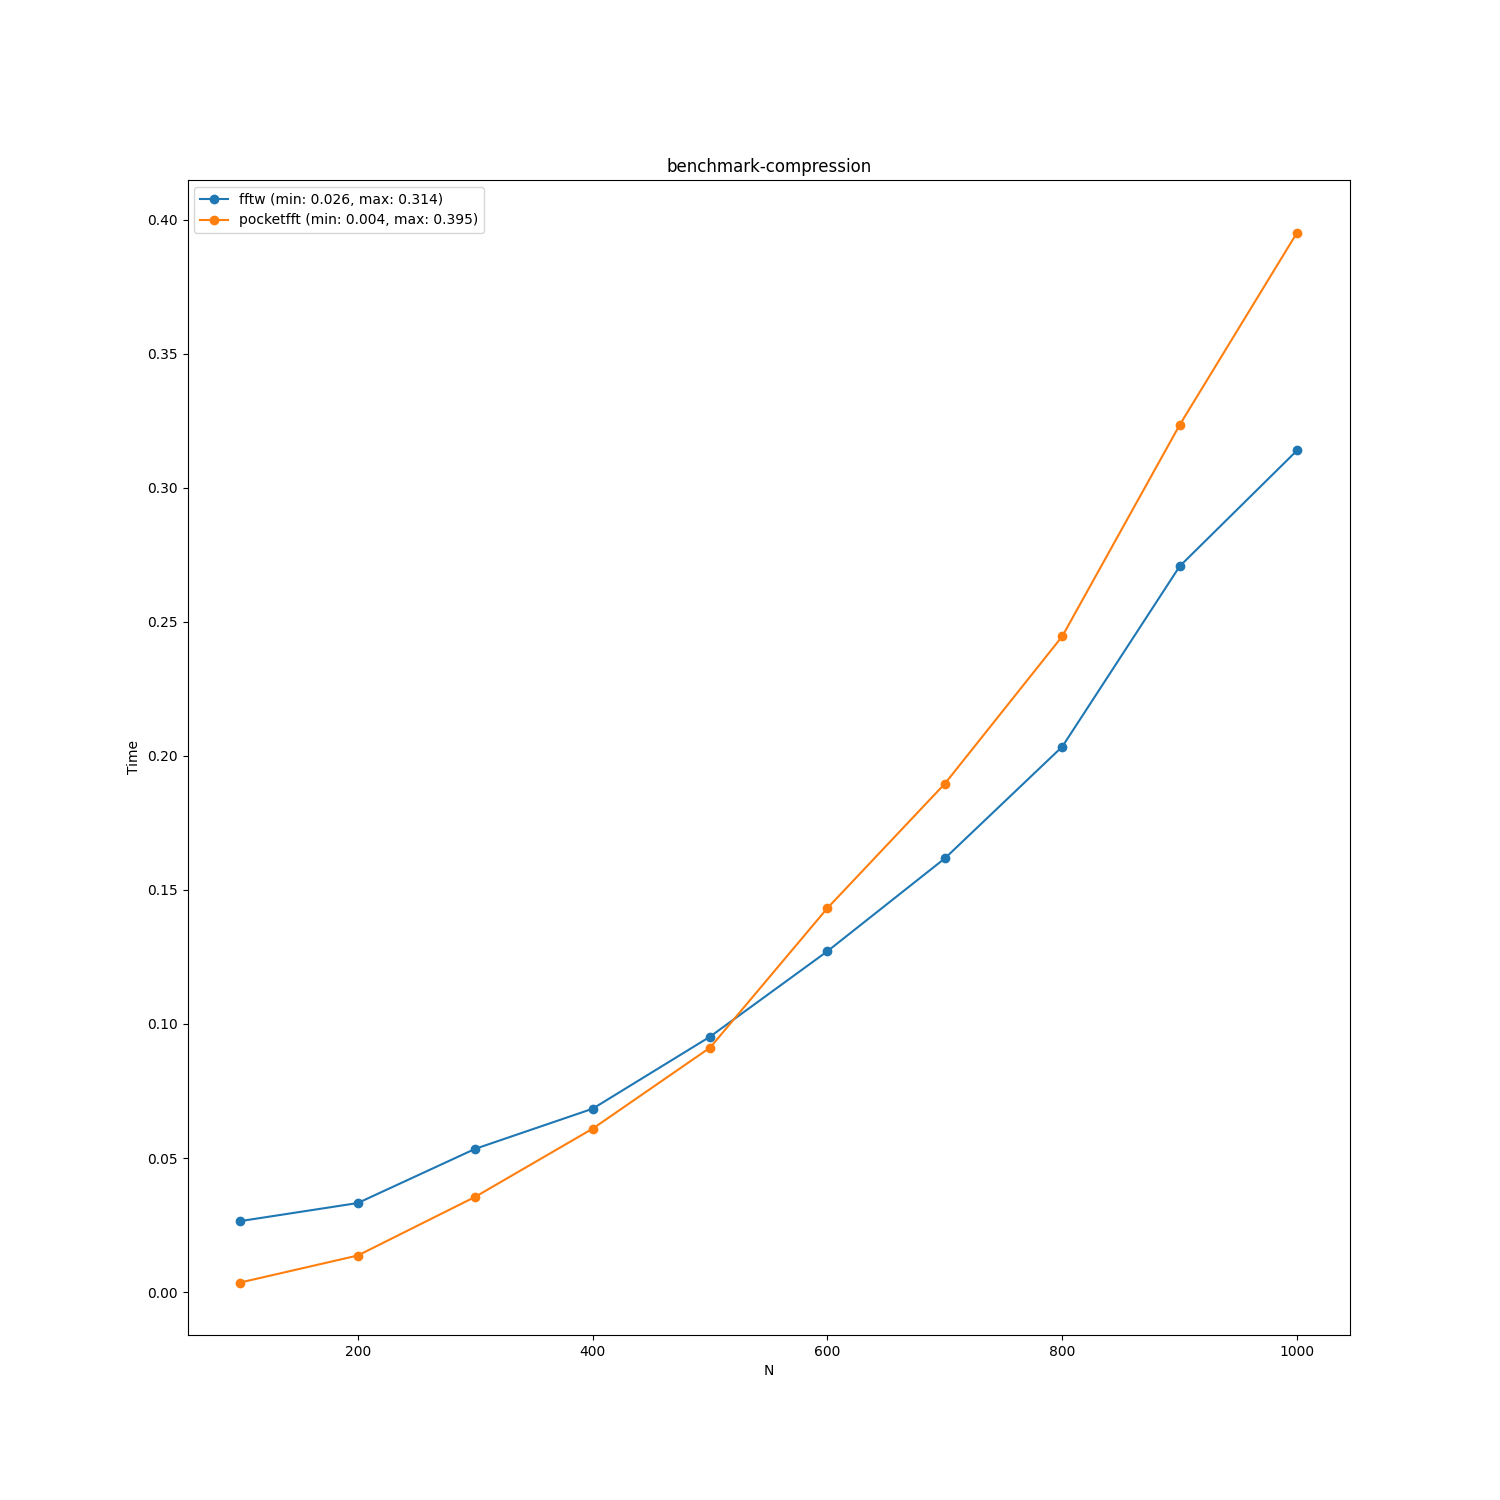 benchmark-compression
fftw (min: 0.026, max: 0.314)
pocketfft (min: 0.004, max: 0.395)
0.40
0.35
0.30
0.25
0.20
0.15
0.10
0.05
0.00
Time
200 400 600 800 1000
N